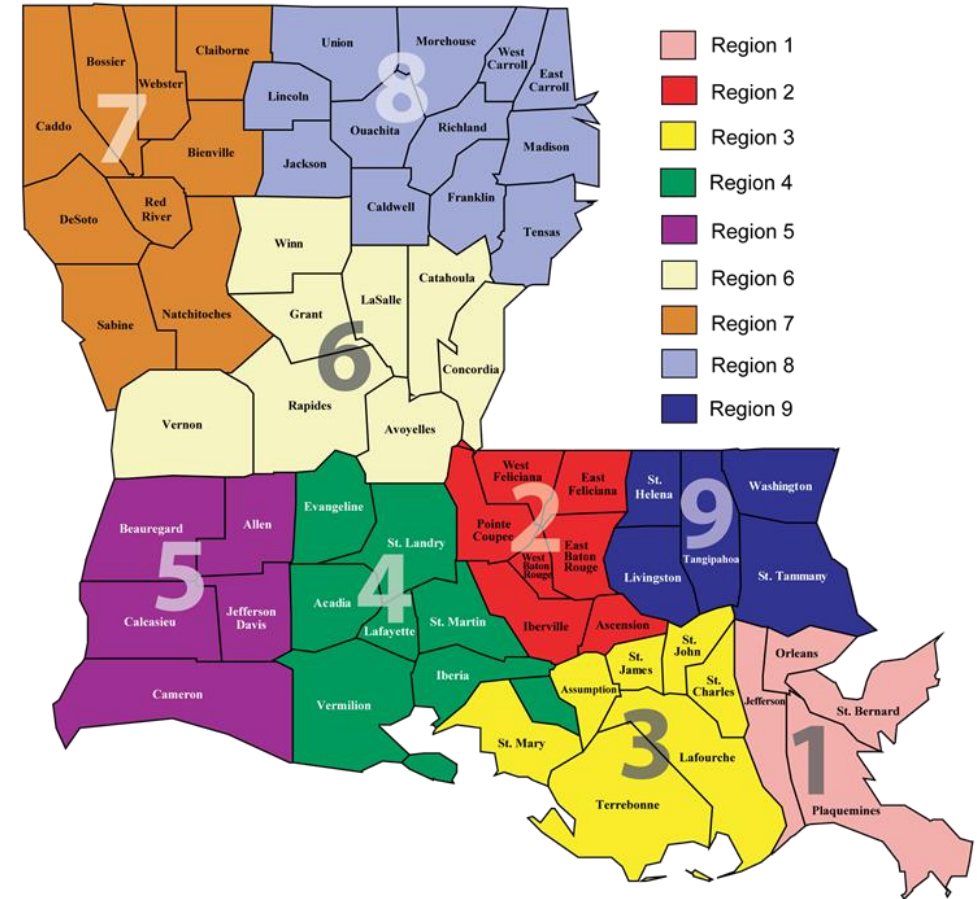 Union
Morehouse
West
Carroll
East
Carroll
Claiborne
Bossier
Webster
8
Lincoln
7
Caddo
Ouachita
Richland
Madison
Bienville
Jackson
Franklin
Caldwell
Red
River
DeSoto
Tensas
Winn
Catahoula
LaSalle
Grant
Natchitoches
Sabine
6
Concordia
Rapides
Vernon
Avoyelles
Region 1
Region 2
Region 3
Region 4
Region 5
Region 6
Region 7
Region 8
Region 9
West
Feliciana
East
Feliciana
St.
Helena
Washington
9
2
Evangeline
Beauregard
Allen
Pointe
Coupee
St. Landry
East
Baton
Rouge
West
Baton
Rouge
Tangipahoa
Livingston
St. Tammany
5
4
Acadia
Calcasieu
Jefferson
Davis
Lafayette
St. Martin
Iberville
Ascension
St.
John
St.
James
Orleans
Iberia
Assumption
St.
Charles
Cameron
Vermilion
Jefferson
St. Bernard
St. Mary
3
Lafourche
1
Terrebonne
Plaquemines